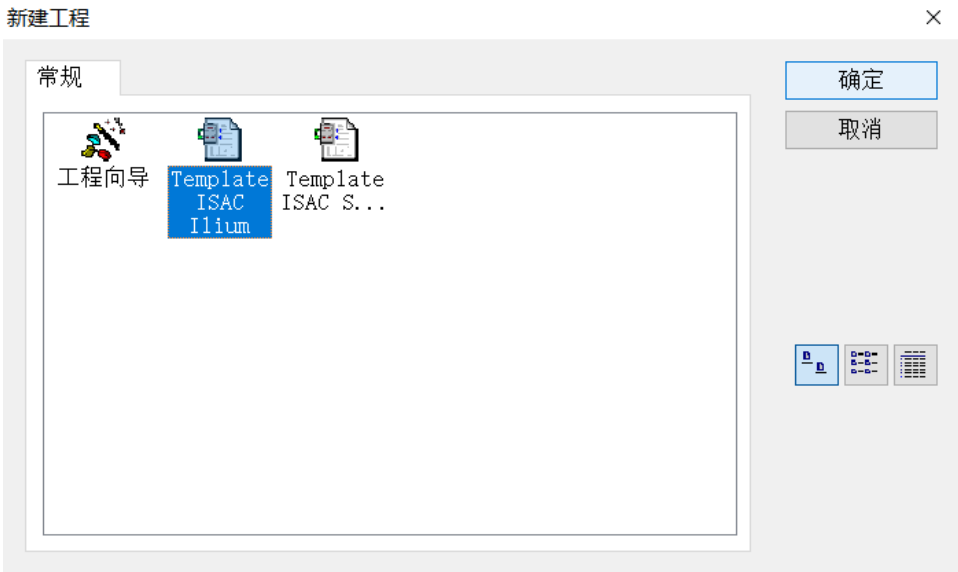 新建工程
常规
确定
取消
工程向导
Template
ISAC
Ilium
Template
ISAC S...